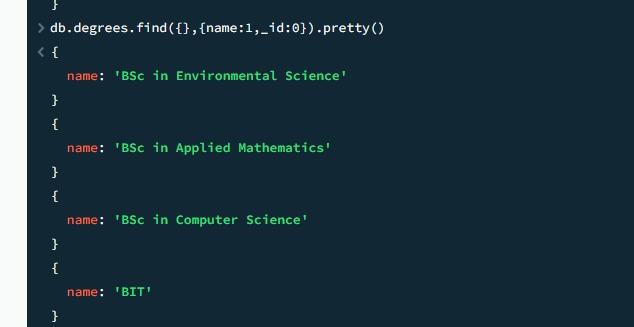 }
> db.degrees.find({},{name:1,_id:0}).pretty()
< {
name: 'BSc in Environmental Science'
}
{
name: 'BSc in Applied Mathematics'
}
{
name: 'BSc in Computer Science'
}
{
name: 'BIT'
}